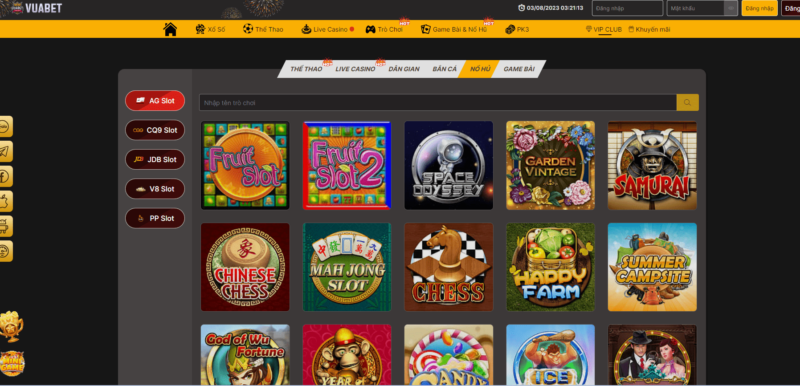 VUABET
03/08/2023 03:21:13
Đăng nhập
Mật khẩu
Đăng nhập
Đăng
Xổ Số
Thể Thao
Live Casino
Trò Chơi
HOT
Game Bài & Nổ Hũ
HOT
PK3
VIP CLUB
Khuyến mãi
THỂ THAO
LIVE CASINO
DÂN GIAN
BẮN CÁ
NỔ HŨ
GAME BÀI
AG Slot
CQ9 Slot
JDB Slot
V8 Slot
PP Slot
Nhập tên trò chơi
Fruit Slot
Fruit Slot 2
SPACE ODYSSEY
GARDEN VINTAGE
SAMURAI
CHINESE CHESS
MAH JONG SLOT
CHESS
HAPPY FARM
SUMMER CAMPSITE
God of Wu Fortune
YEAR OF
CANDY
ICE